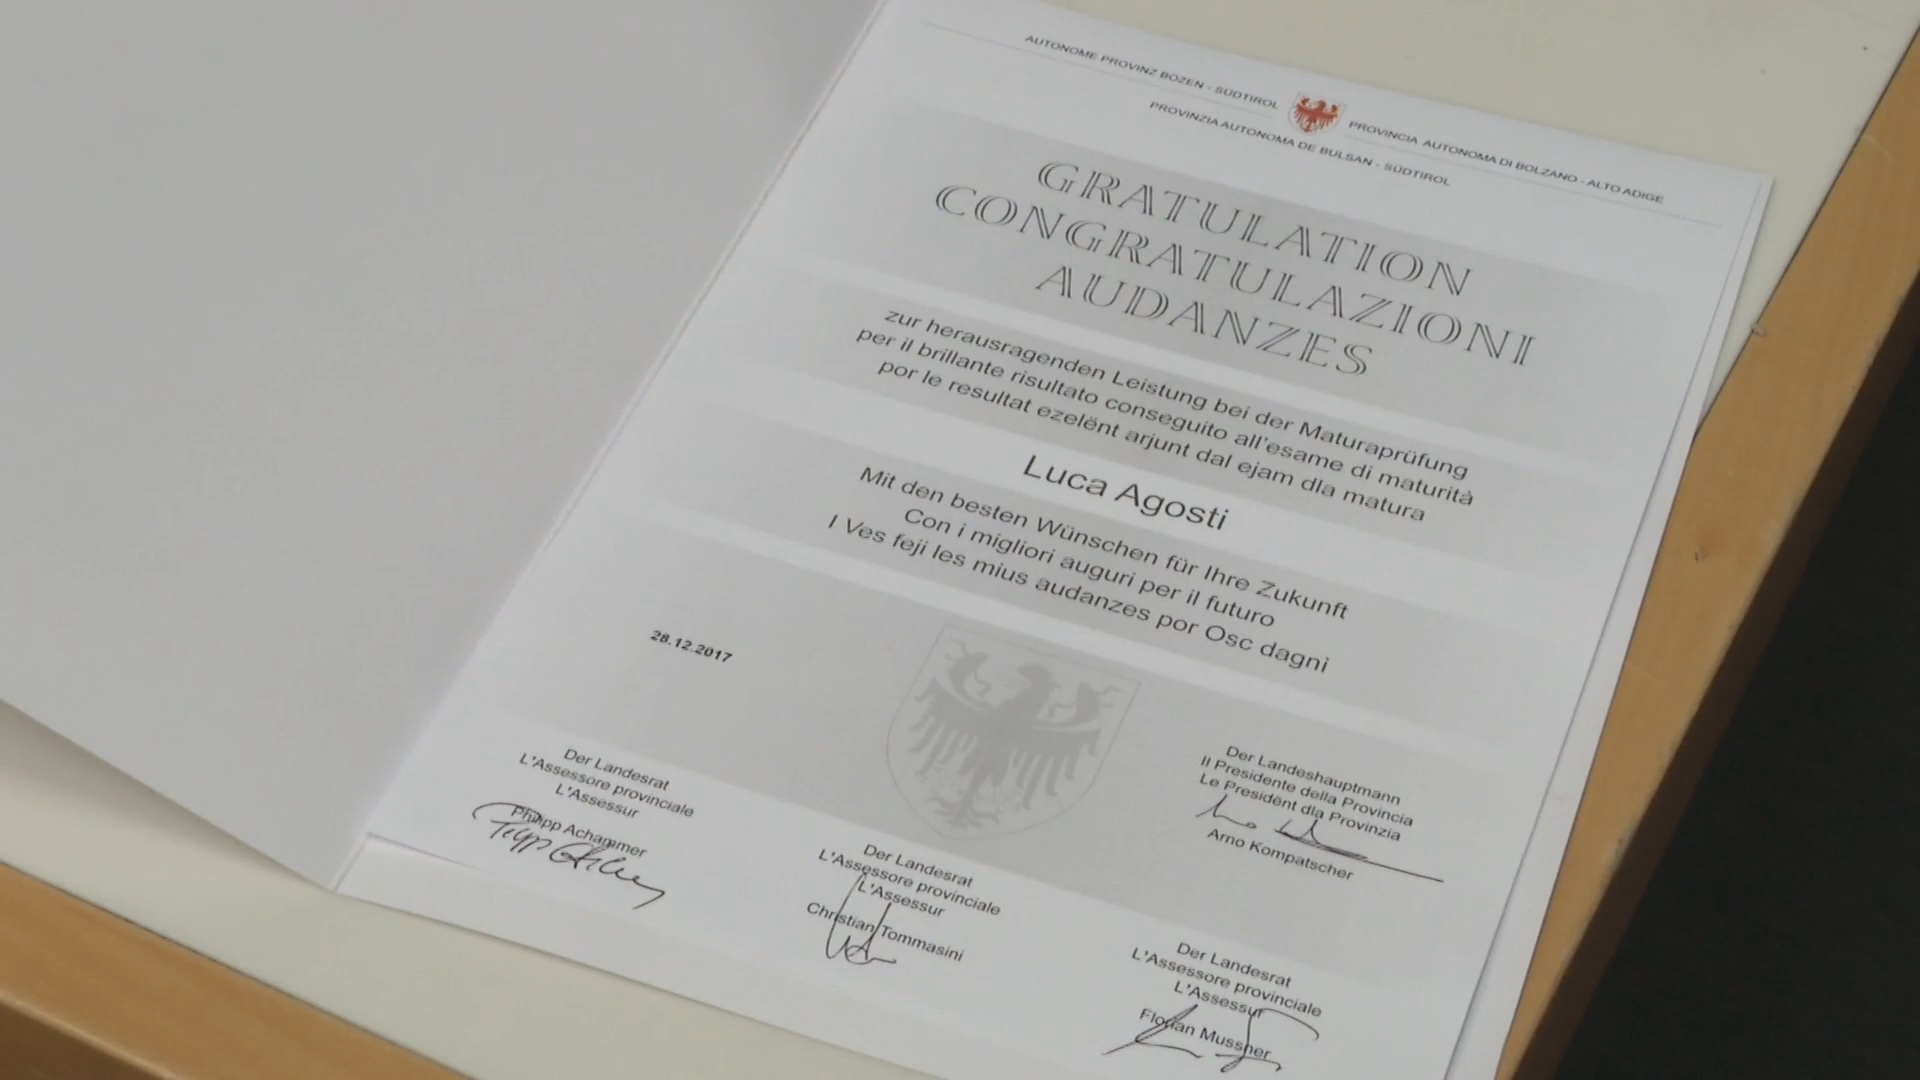 AUTONOME PROVINZ BOZEN - SÜDTIROL
PROVINCIA AUTONOMA DI BOLZANO - ALTO ADIGE
PROVINZIA AUTONOMA DE BULSAN - SÜDTIROL
GRATULATION
CONGRATULAZIONI
AUDANZES
zur herausragenden Leistung bei der Maturaprüfung
per il brillante risultato conseguito all'esame di maturità
por le resultat ezelënt arjunt dal ejam dla matura
Luca Agosti
Mit den besten Wünschen für Ihre Zukunft
Con i migliori auguri per il futuro
I Ves feji les mius audanzes por Osc dagni
28.12.2017
Der Landesrat
L'Assessore provinciale
L'Assessur
Philipp Achammer
Der Landesrat
L'Assessore provinciale
L'Assessur
Christian Tommasini
Der Landeshauptmann
Il Presidente della Provincia
Le Presidënt dla Provinzia
Arno Kompatscher
Der Landesrat
L'Assessore provinciale
L'Assessur
Florian Mussner